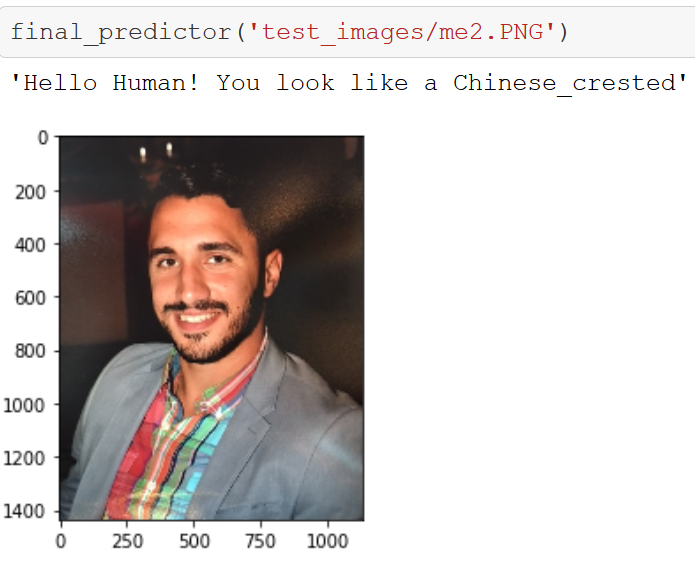 final_predictor('test_images/me2.PNG')
'Hello Human! You look like a Chinese_crested'
0
200
400
600
800
1000
1200
1400
0 250 500 750 1000